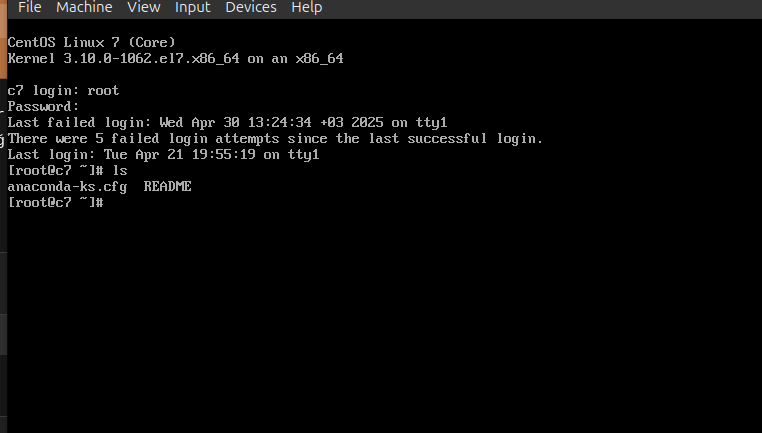 File Machine View Input Devices Help
CentOS Linux 7 (Core)
Kernel 3.10.0-1062.el7.x86_64 on an x86_64
c7 login: root
Password:
Last failed login: Wed Apr 30 13:24:34 +03 2025 on tty1
There were 5 failed login attempts since the last successful login.
Last login: Tue Apr 21 19:55:19 on tty1
[root@c7 ~]# ls
anaconda-ks.cfg  README
[root@c7 ~]#